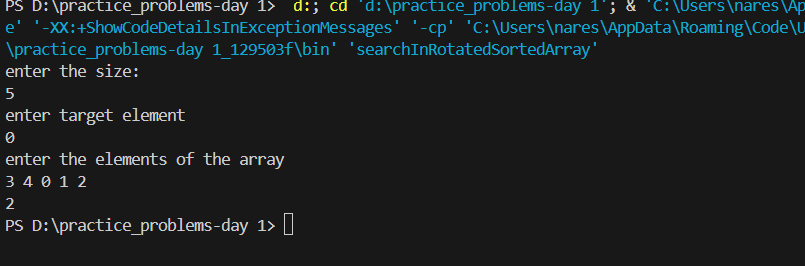 PS D:\practice_problems-day 1>  d:; cd 'd:\practice_problems-day 1'; & 'C:\Users\nares\Ap
e' '-XX:+ShowCodeDetailsInExceptionMessages' '-cp' 'C:\Users\nares\AppData\Roaming\Code\U
\practice_problems-day 1_129503f\bin' 'searchInRotatedSortedArray'
enter the size:
5
enter target element
0
enter the elements of the array
3 4 0 1 2
2
PS D:\practice_problems-day 1>